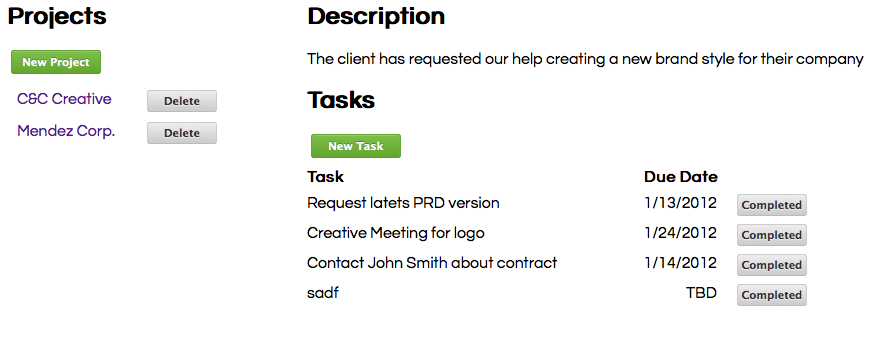 Projects
New Project
C&C Creative Delete
Mendez Corp. Delete
Description
The client has requested our help creating a new brand style for their company
Tasks
New Task
Task Due Date
Request latets PRD version 1/13/2012 Completed
Creative Meeting for logo 1/24/2012 Completed
Contact John Smith about contract 1/14/2012 Completed
sadf TBD Completed